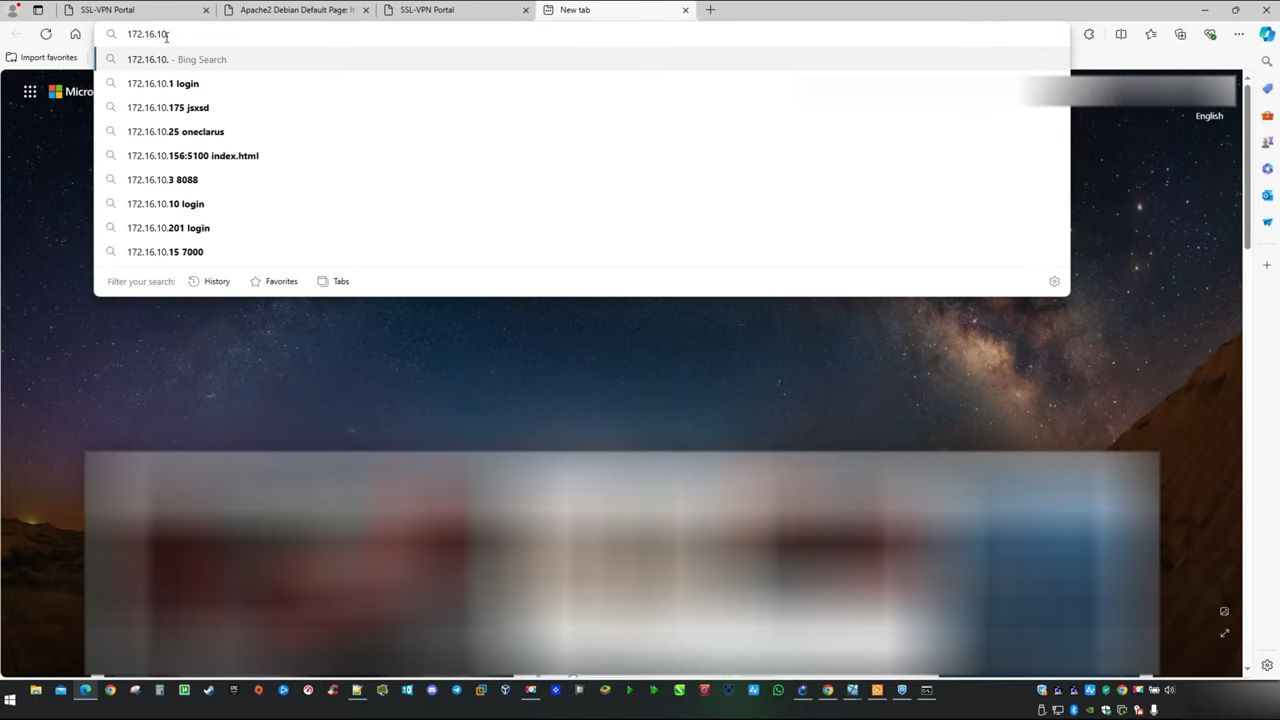 SSL-VPN Portal
Apache2 Debian Default Page: It
SSL-VPN Portal
New tab
172.16.10.
Import favorites
172.16.10. - Bing Search
172.16.10.1 login
172.16.10.175 jsxsd
172.16.10.25 oneclarus
172.16.10.156:5100 index.html
172.16.10.3 8088
172.16.10.10 login
172.16.10.201 login
172.16.10.15 7000
Filter your search:
History
Favorites
Tabs
Micro
English